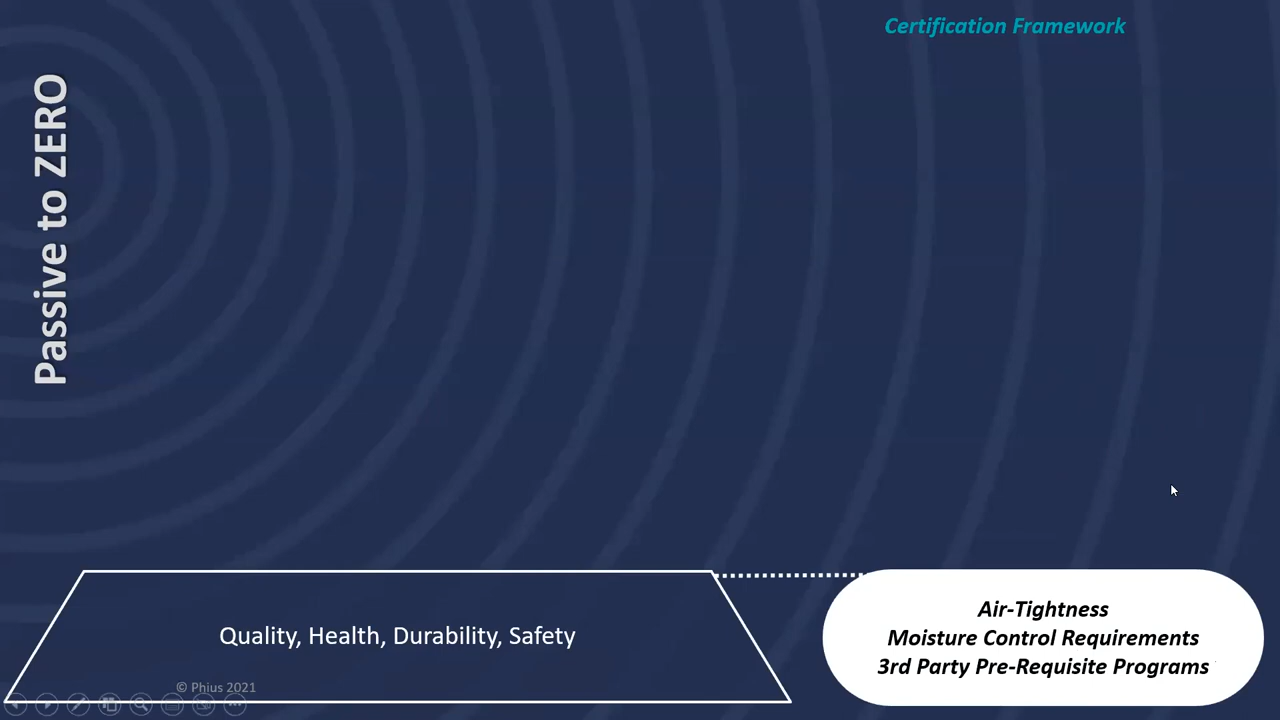 Certification Framework
Passive to ZERO
Quality, Health, Durability, Safety
Air-Tightness
Moisture Control Requirements
3rd Party Pre-Requisite Programs
© Phius 2021